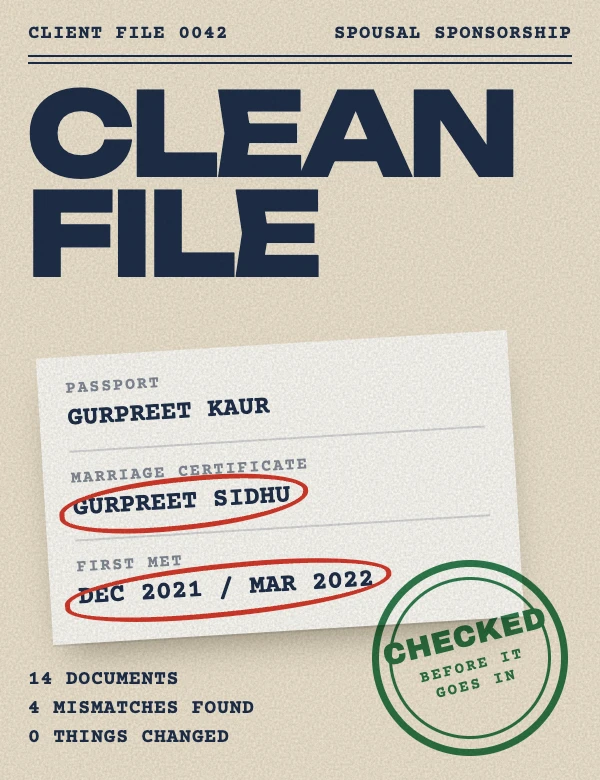 CLIENT FILE 0042
SPOUSAL SPONSORSHIP
CLEAN
FILE
PASSPORT
GURPREET KAUR
MARRIAGE CERTIFICATE
GURPREET SIDHU
FIRST MET
DEC 2021 / MAR 2022
CHECKED
BEFORE IT
GOES IN
14 DOCUMENTS
4 MISMATCHES FOUND
0 THINGS CHANGED